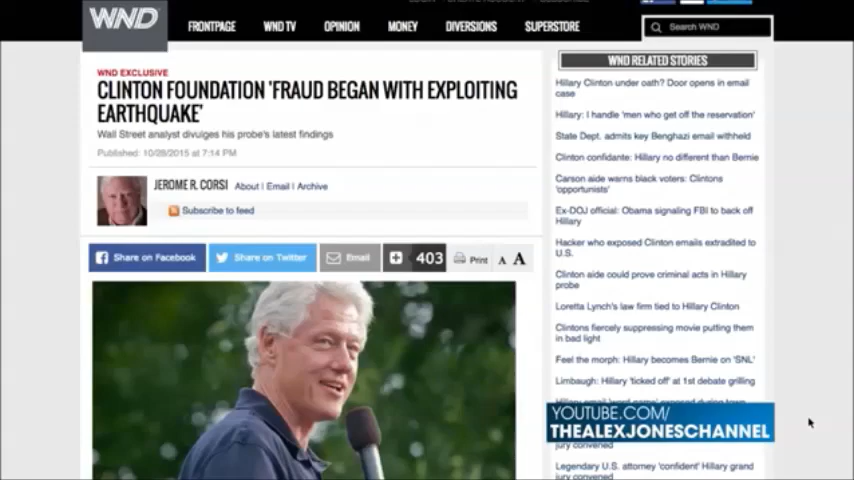 WND
FRONTPAGE
WND TV
OPINION
MONEY
DIVERSIONS
SUPERSTORE
Search WND
WND EXCLUSIVE
CLINTON FOUNDATION 'FRAUD BEGAN WITH EXPLOITING
EARTHQUAKE'
Wall Street analyst divulges his probe's latest findings
Published: 10/28/2015 at 7:14 PM
JEROME R. CORSI About | Email | Archive
Subscribe to feed
Share on Facebook
Share on Twitter
Email
403
Print
A A
WND RELATED STORIES
Hillary Clinton under oath? Door opens in email
case
Hillary: I handle 'men who get off the reservation'
State Dept. admits key Benghazi email withheld
Clinton confidante: Hillary no different than Bernie
Carson aide warns black voters: Clintons
'opportunists'
Ex-DOJ official: Obama signaling FBI to back off
Hillary
Hacker who exposed Clinton emails extradited to
U.S.
Clinton aide could prove criminal acts in Hillary
probe
Loretta Lynch's law firm tied to Hillary Clinton
Clintons fiercely suppressing movie putting them
in bad light
Feel the morph: Hillary becomes Bernie on 'SNL'
Limbaugh: Hillary 'ticked off' at 1st debate grilling
YOUTUBE.COM/
THEALEXJONESCHANNEL
jury convened
Legendary U.S. attorney 'confident' Hillary grand
jury convened